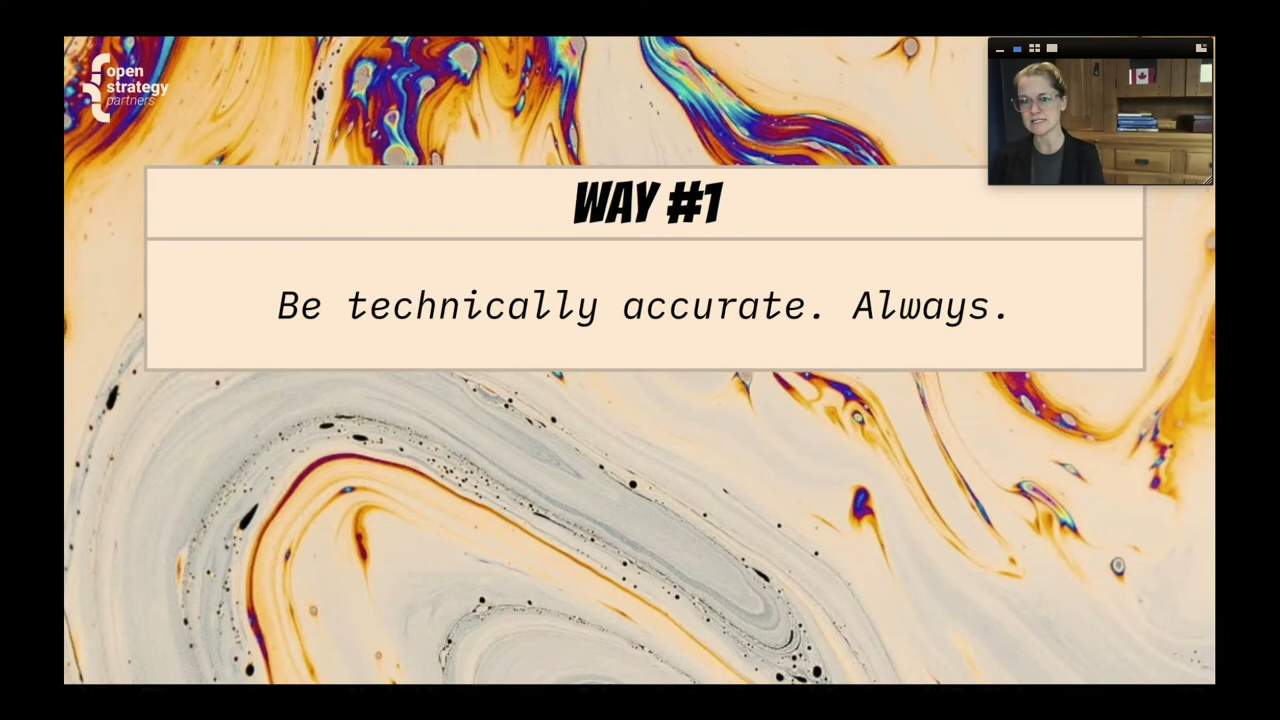 open
strategy
partners
WAY #1
Be technically accurate. Always.